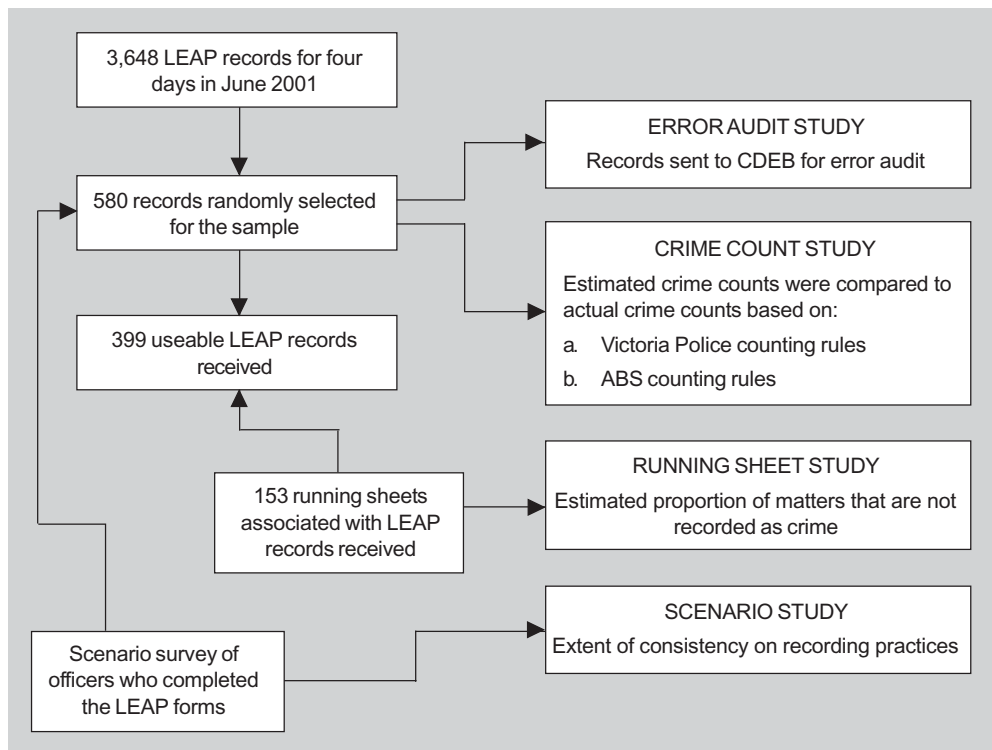 3,648 LEAP records for four
days in June 2001
580 records randomly selected
for the sample
399 useable LEAP records
received
153 running sheets
associated with LEAP
records received
Scenario survey of
officers who completed
the LEAP forms
ERROR AUDIT STUDY
Records sent to CDEB for error audit
CRIME COUNT STUDY
Estimated crime counts were compared to
actual crime counts based on:
a. Victoria Police counting rules
b. ABS counting rules
RUNNING SHEET STUDY
Estimated proportion of matters that are not
recorded as crime
SCENARIO STUDY
Extent of consistency on recording practices